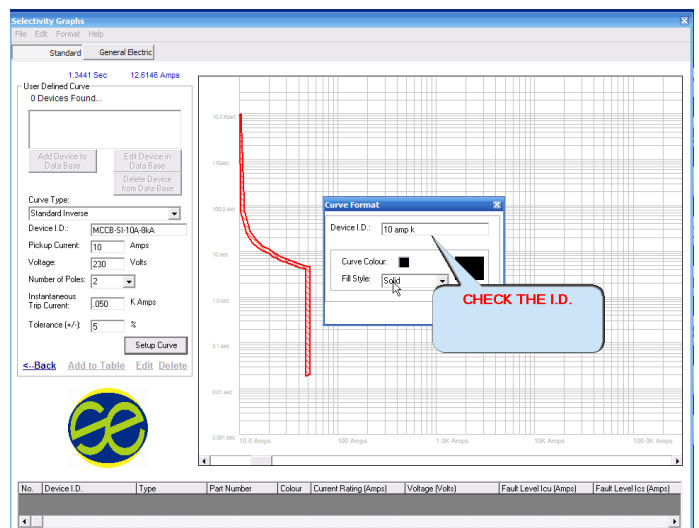 Selectivity Graphs
File Edit Format Help
Standard General Electric
1.3441 Sec 12.6146 Amps
User Defined Curve
0 Devices Found...
Add Device to Data Base
Edit Device in Data Base
Delete Device from Data Base
Curve Type:
Standard Inverse
Device I.D.: MCCB-SI-10A-8kA
Pickup Current: 10 Amps
Voltage: 230 Volts
Number of Poles: 2
Instantaneous Trip Current: .050 K Amps
Tolerance (+/-): 5 %
Setup Curve
<--Back Add to Table Edit Delete
10.0 Ksec
1 Ksec
100.0 sec
10 sec
1.0 sec
0.1 sec
0.01 sec
0.001 sec
10.0 Amps 100 Amps 1.0K Amps 10K Amps 100.0K Amps
Curve Format
Device I.D.: 10 amp k
Curve Colour:
Fill Style: Solid
CHECK THE I.D.
No. Device I.D. Type Part Number Colour Current Rating (Amps) Voltage (Volts) Fault Level Icu (Amps) Fault Level Ics (Amps)